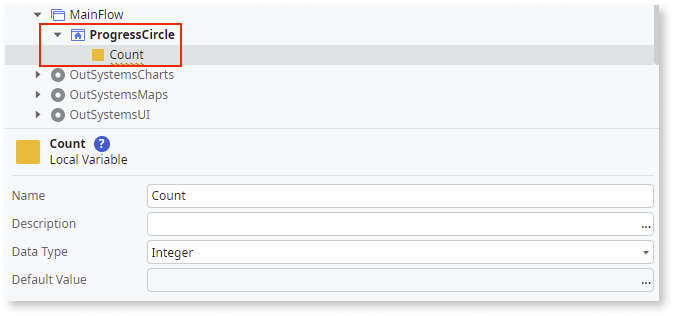 MainFlow
ProgressCircle
Count
OutSystemsCharts
OutSystemsMaps
OutSystemsUI
Count ?
Local Variable
Name Count
Description ...
Data Type Integer
Default Value ...